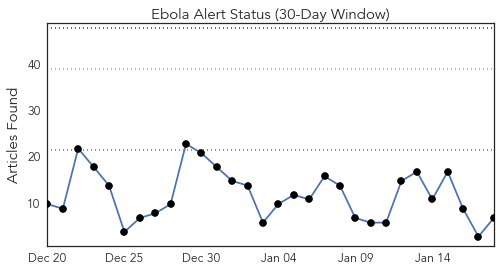 Ebola Alert Status (30-Day Window)
Articles Found
40
30
20
10
Dec 20 Dec 25 Dec 30 Jan 04 Jan 09 Jan 14